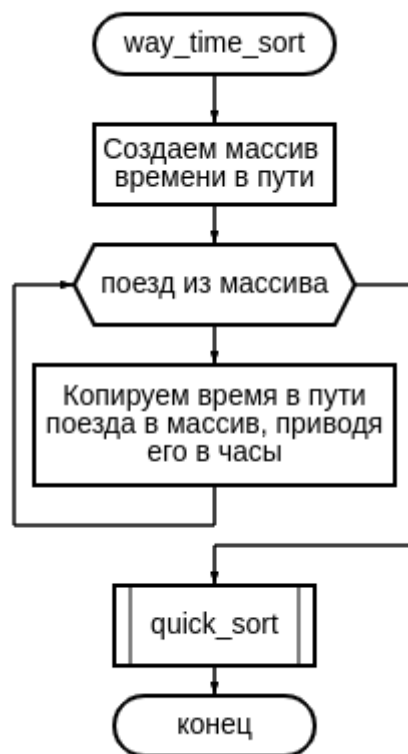 way_time_sort
Создаем массив
времени в пути
поезд из массива
Копируем время в пути
поезда в массив, приводя
его в часы
quick_sort
конец